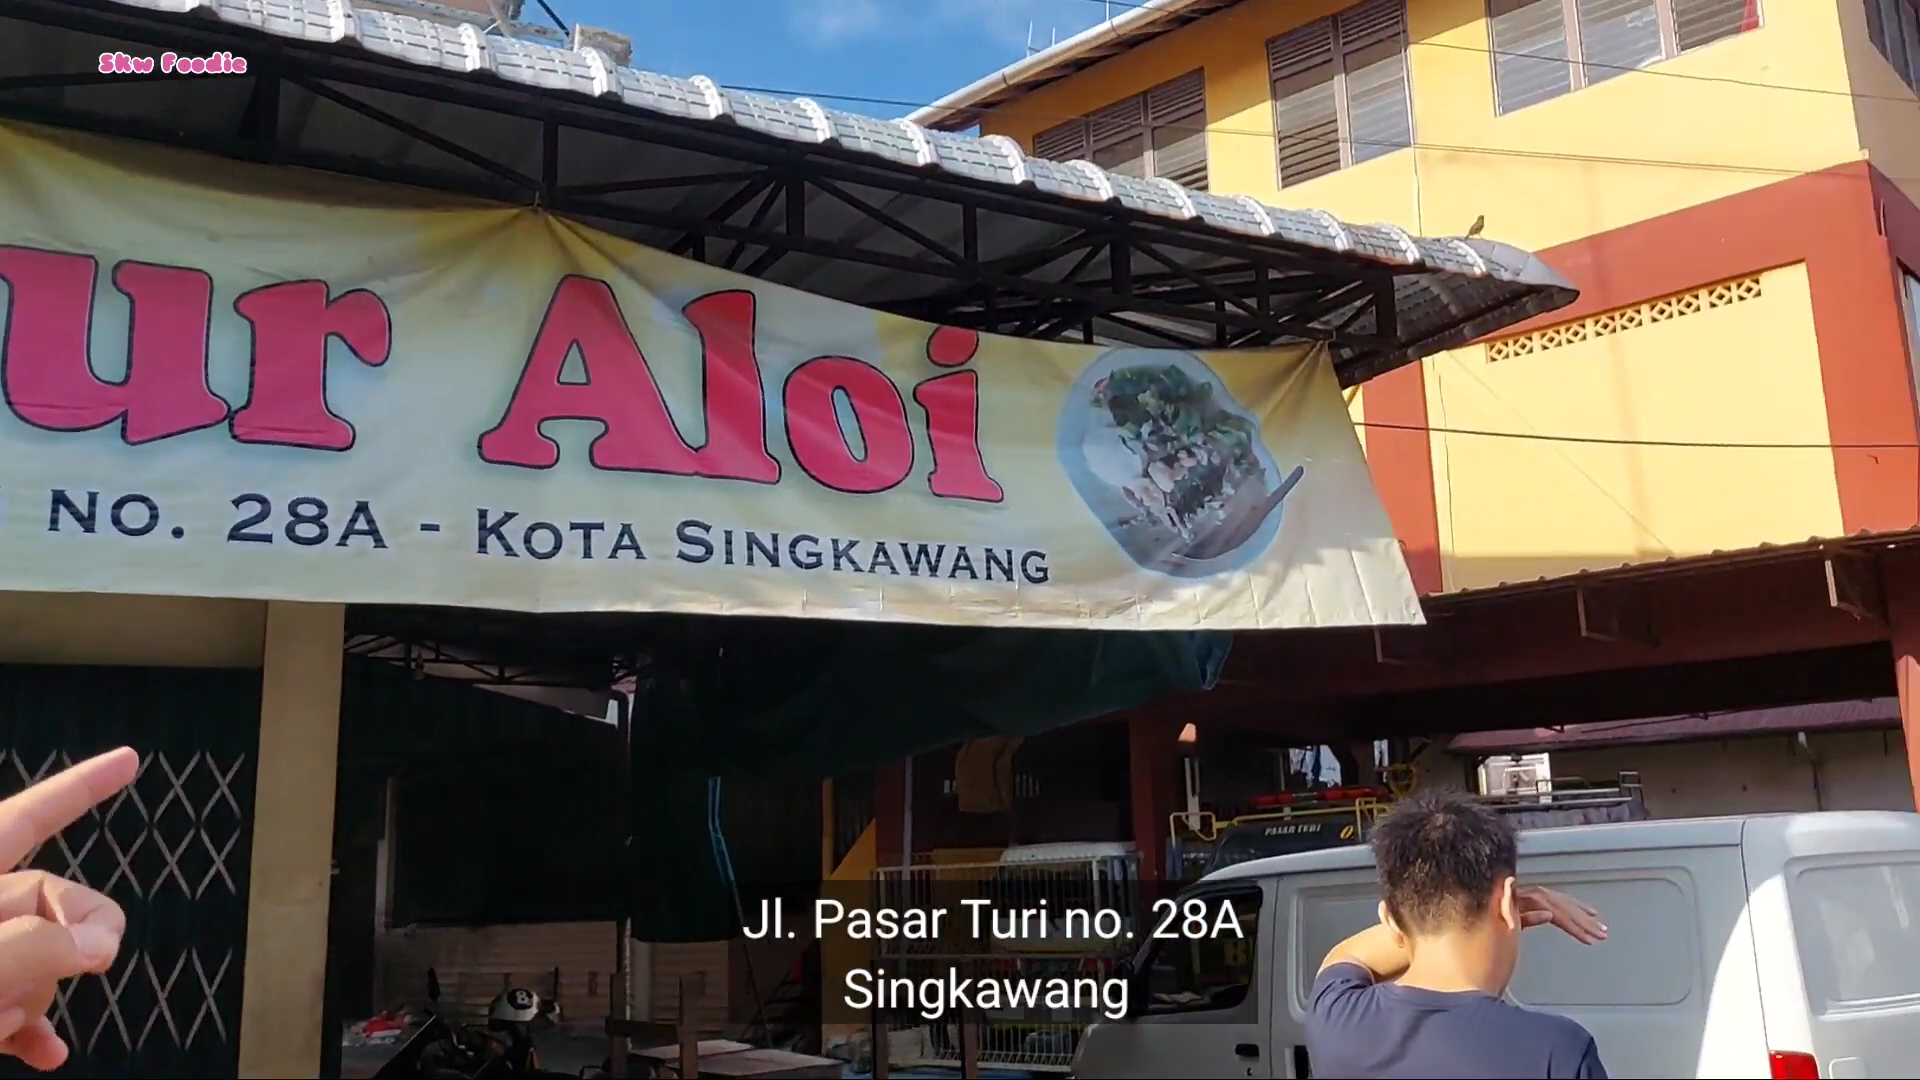 Skw Foodie
ur Aloi
No. 28A - Kota Singkawang
PASAR TURI
Jl. Pasar Turi no. 28A
Singkawang